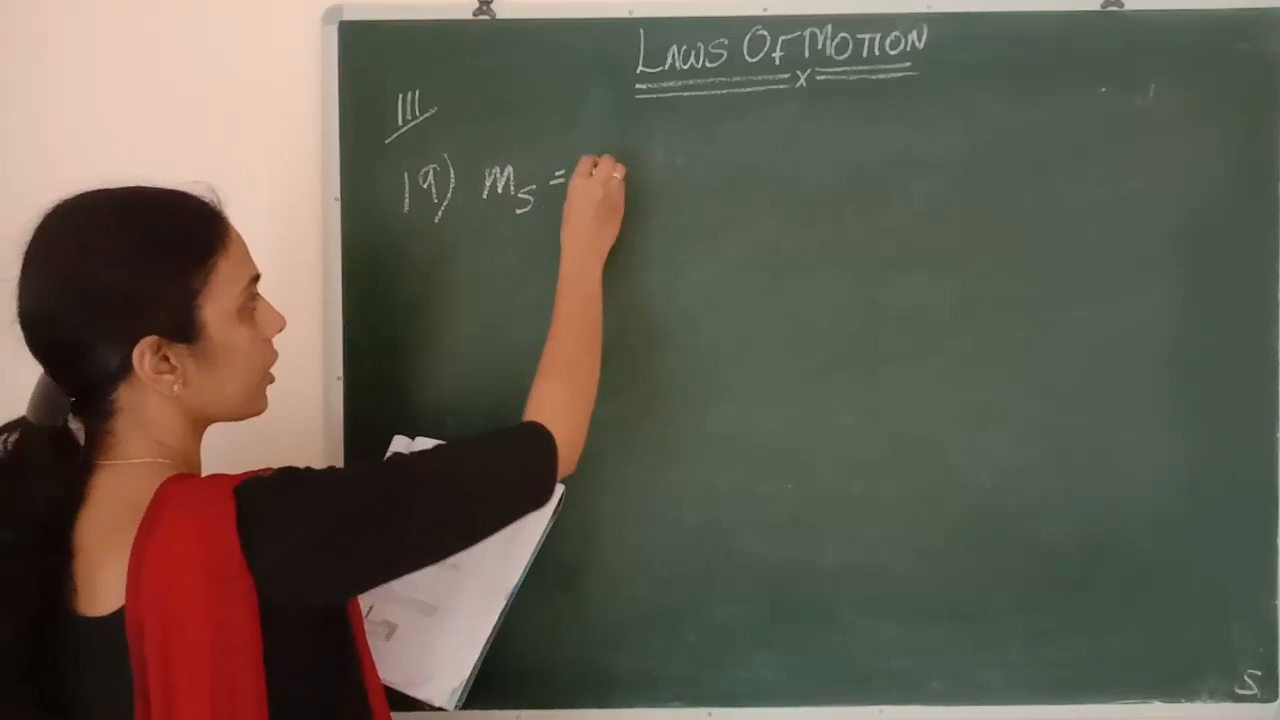 LAWS OF MOTION
x
III
19) ms =
S